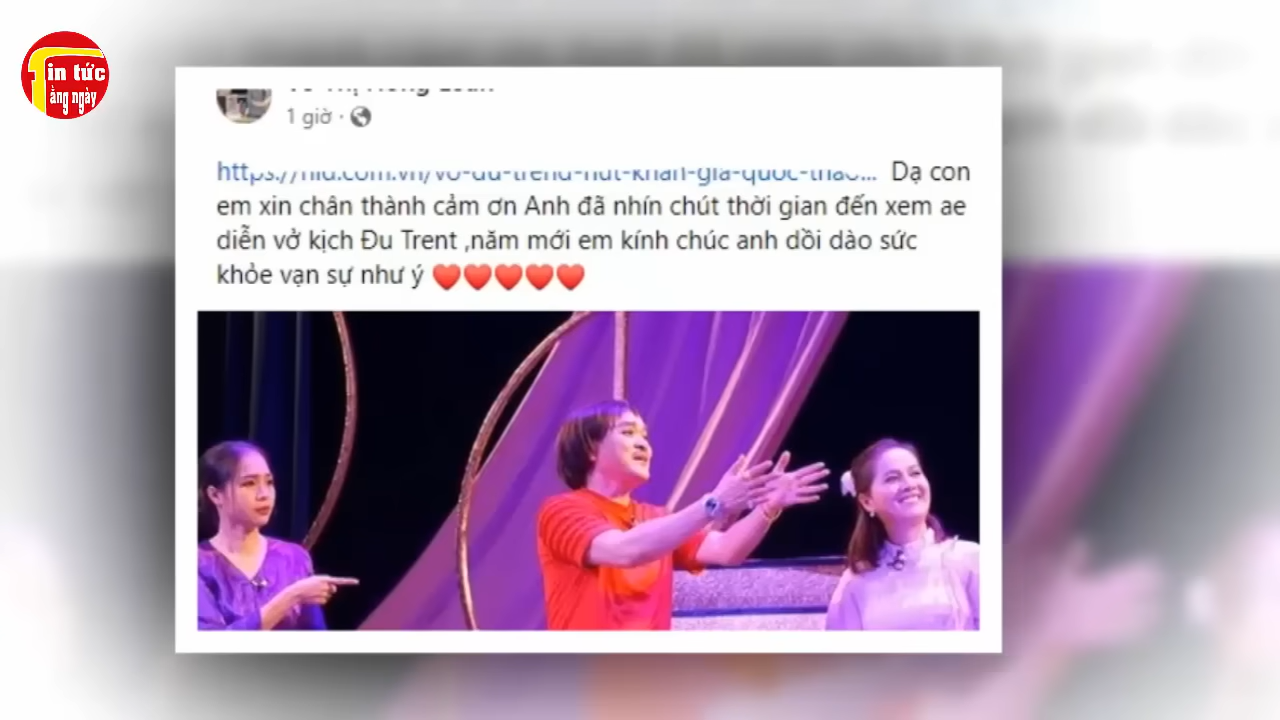 Tin tức
hằng ngày
1 giờ ·
Dạ con
em xin chân thành cảm ơn Anh đã nhín chút thời gian đến xem ae
diễn vở kịch Đu Trent ,năm mới em kính chúc anh dồi dào sức
khỏe vạn sự như ý ❤❤❤❤❤